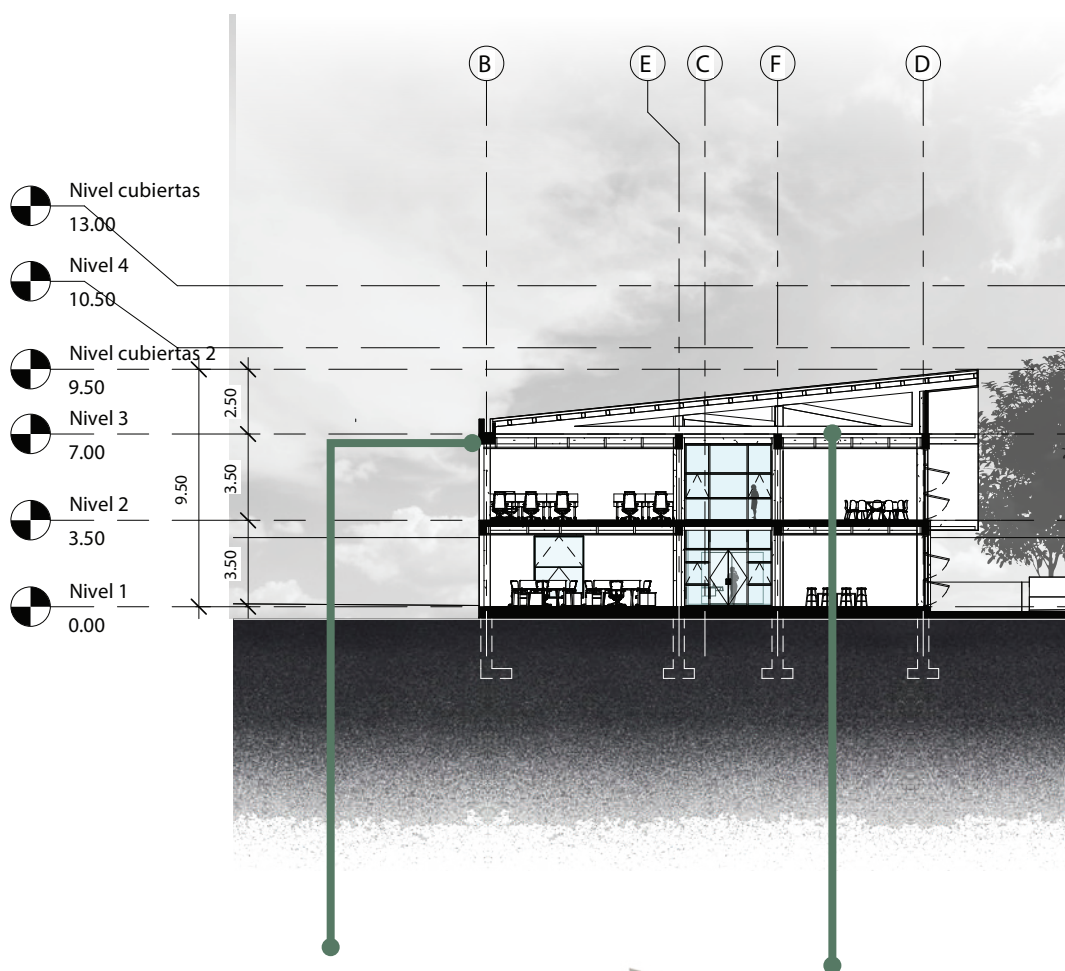 B E C F D
Nivel cubiertas
13.00
Nivel 4
10.50
Nivel cubiertas 2
9.50
Nivel 3
7.00
Nivel 2
3.50
Nivel 1
0.00
9.50
2.50
3.50
3.50